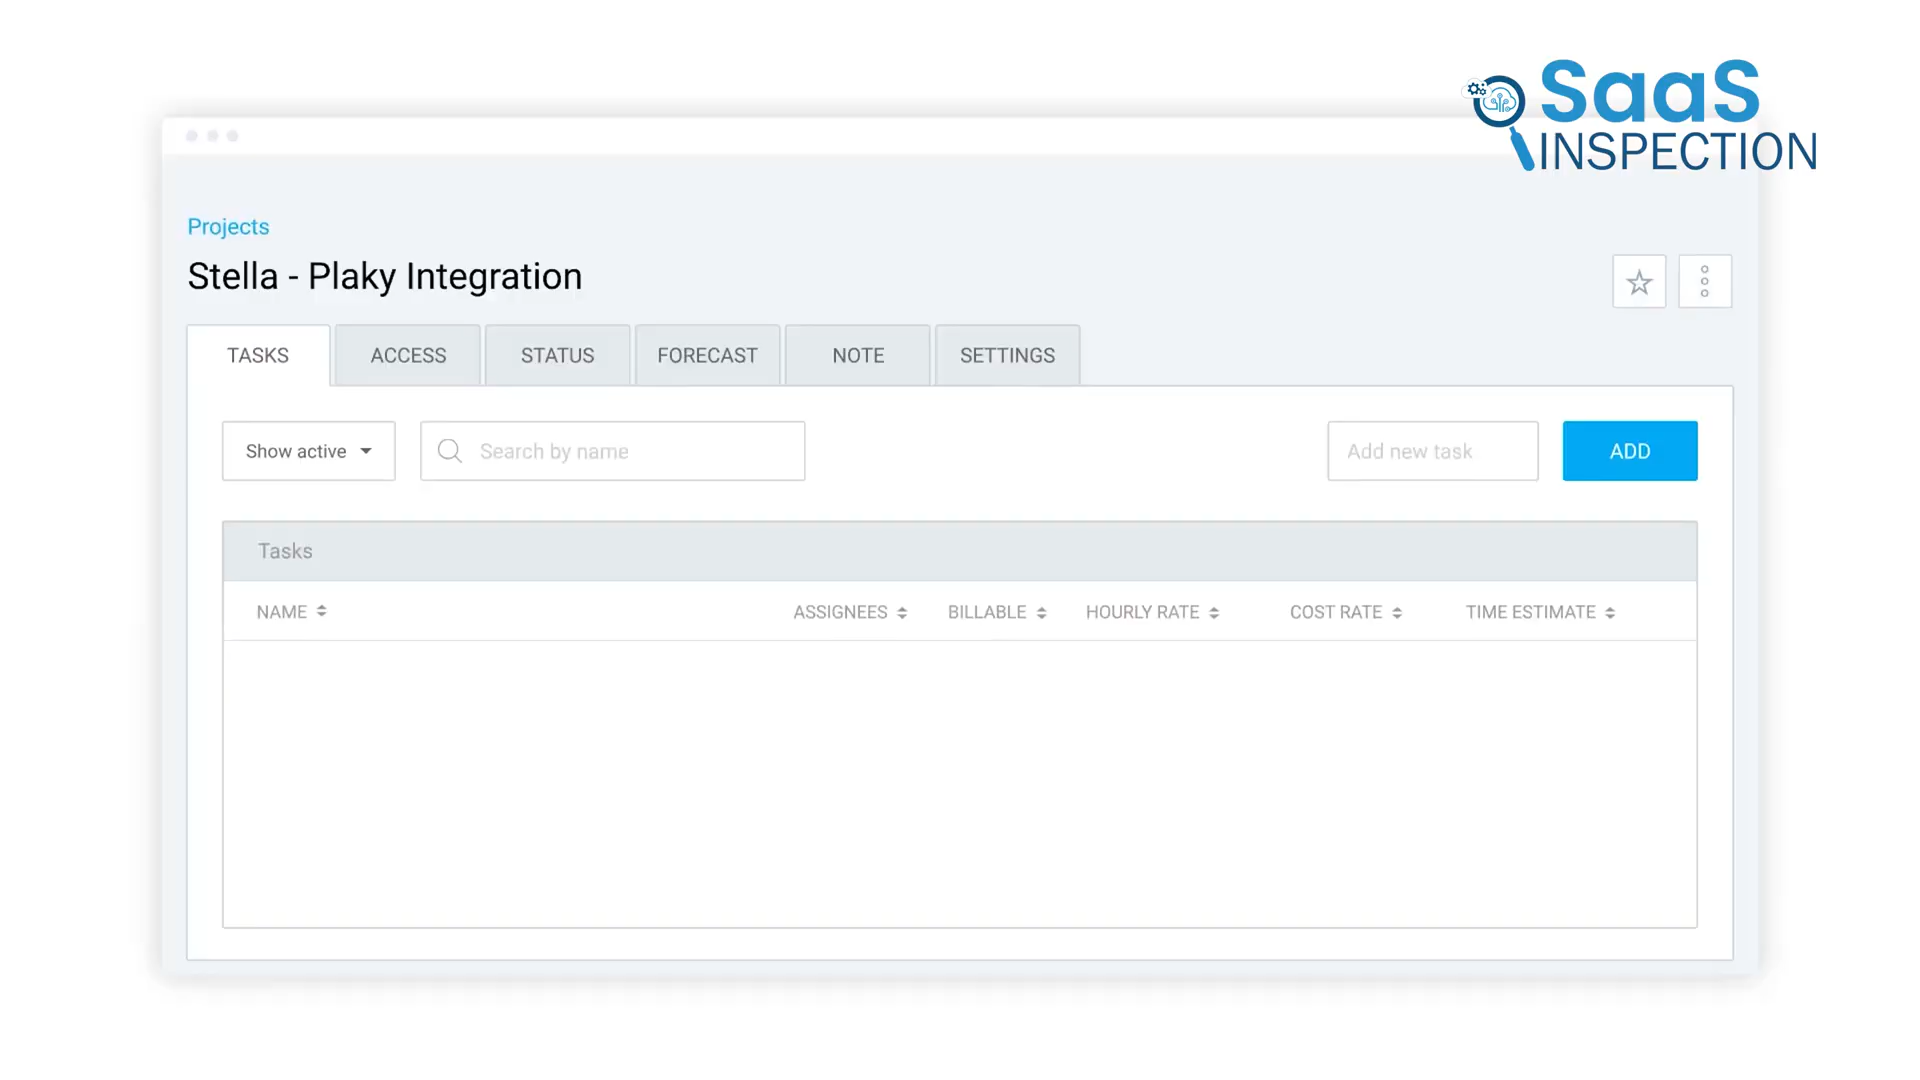 SaaS
INSPECTION
Projects
Stella - Plaky Integration
TASKS ACCESS STATUS FORECAST NOTE SETTINGS
Show active Search by name Add new task ADD
Tasks
NAME ASSIGNEES BILLABLE HOURLY RATE COST RATE TIME ESTIMATE